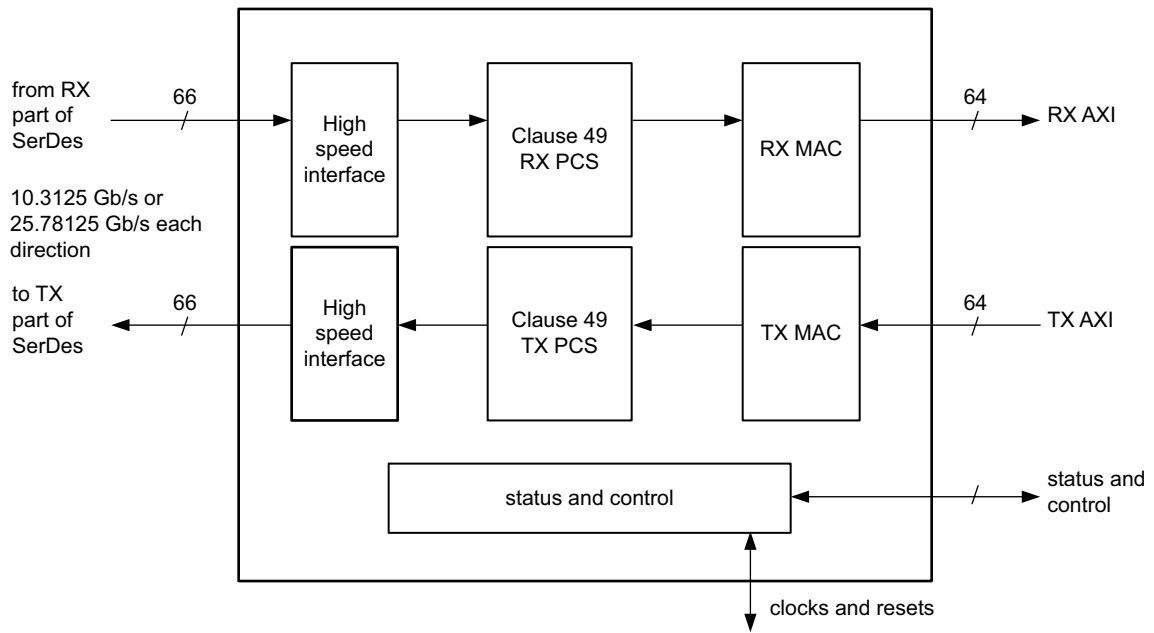 from RX
part of
SerDes
66
High
speed
interface
Clause 49
RX PCS
RX MAC
64
RX AXI
10.3125 Gb/s or
25.78125 Gb/s each
direction
to TX
part of
SerDes
66
High
speed
interface
Clause 49
TX PCS
TX MAC
64
TX AXI
status and control
status and
control
clocks and resets